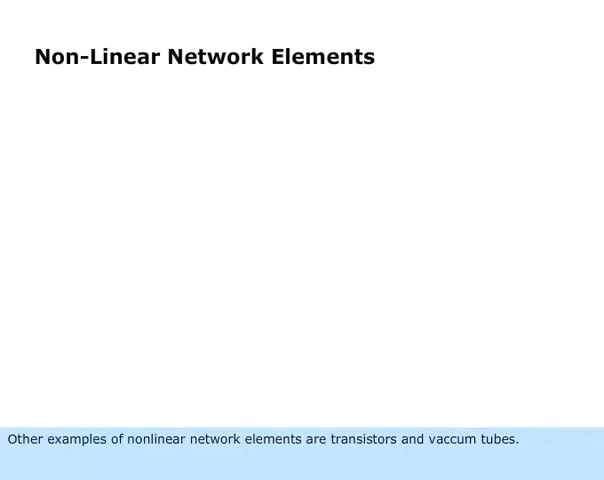 Non-Linear Network Elements
Other examples of nonlinear network elements are transistors and vaccum tubes.